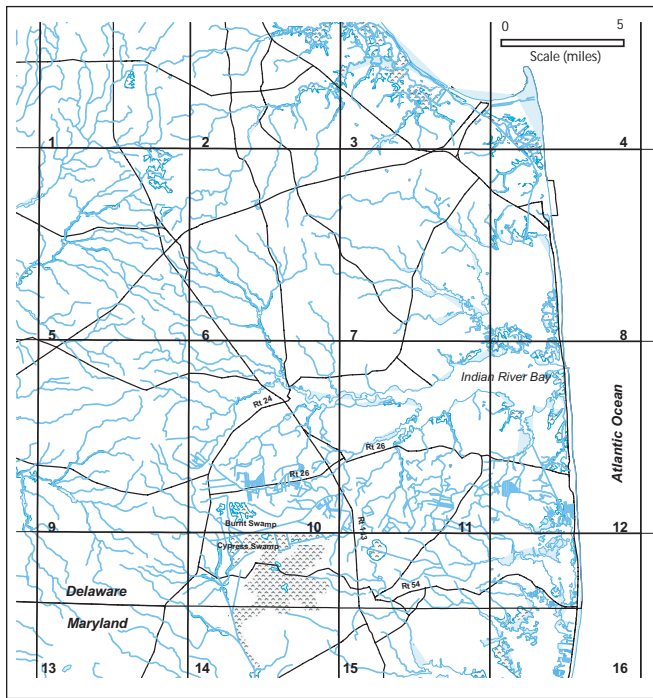 0 5
Scale (miles)
1 2 3 4
5 6 7 8
Indian River Bay
Atlantic Ocean
Rt 24
Rt 26
Rt 26
Burnt Swamp
9 10 11 12
Rt 113
Cypress Swamp
Rt 54
Delaware
Maryland
13 14 15 16